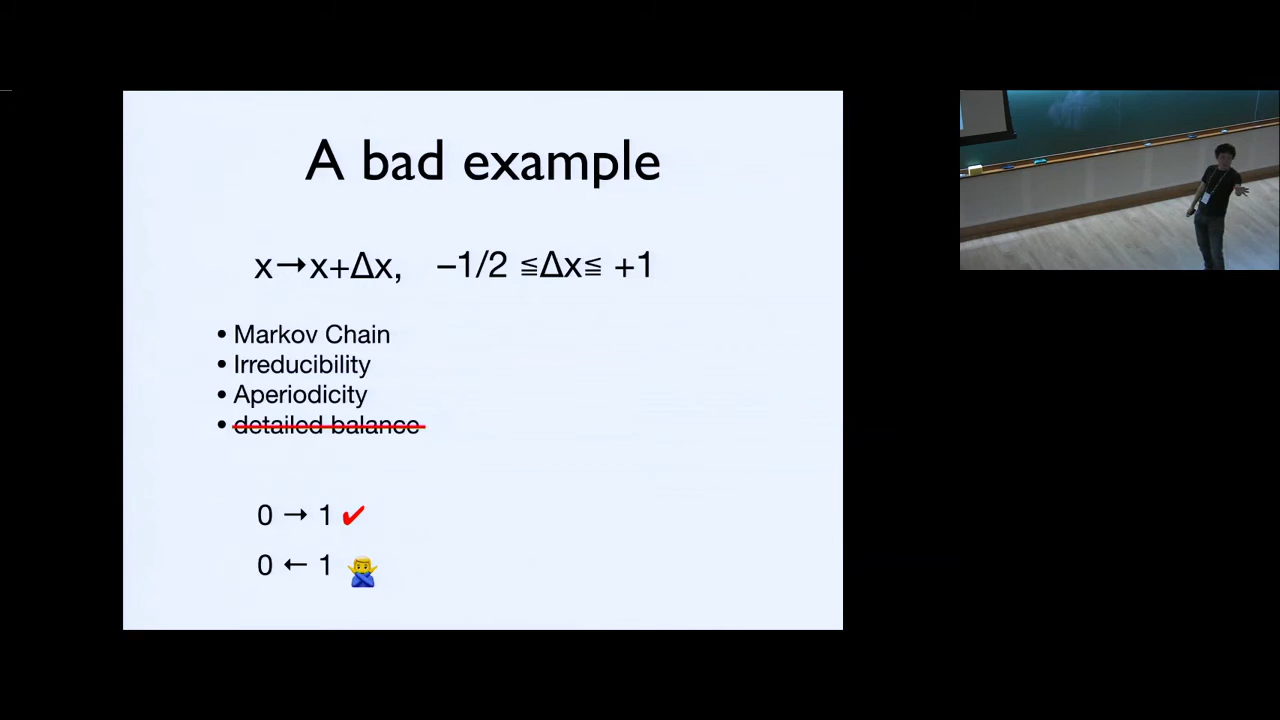 A bad example
x→x+Δx, –1/2 ≦Δx≦ +1
• Markov Chain
• Irreducibility
• Aperiodicity
• detailed balance
0 → 1 ✔
0 ← 1 🙅